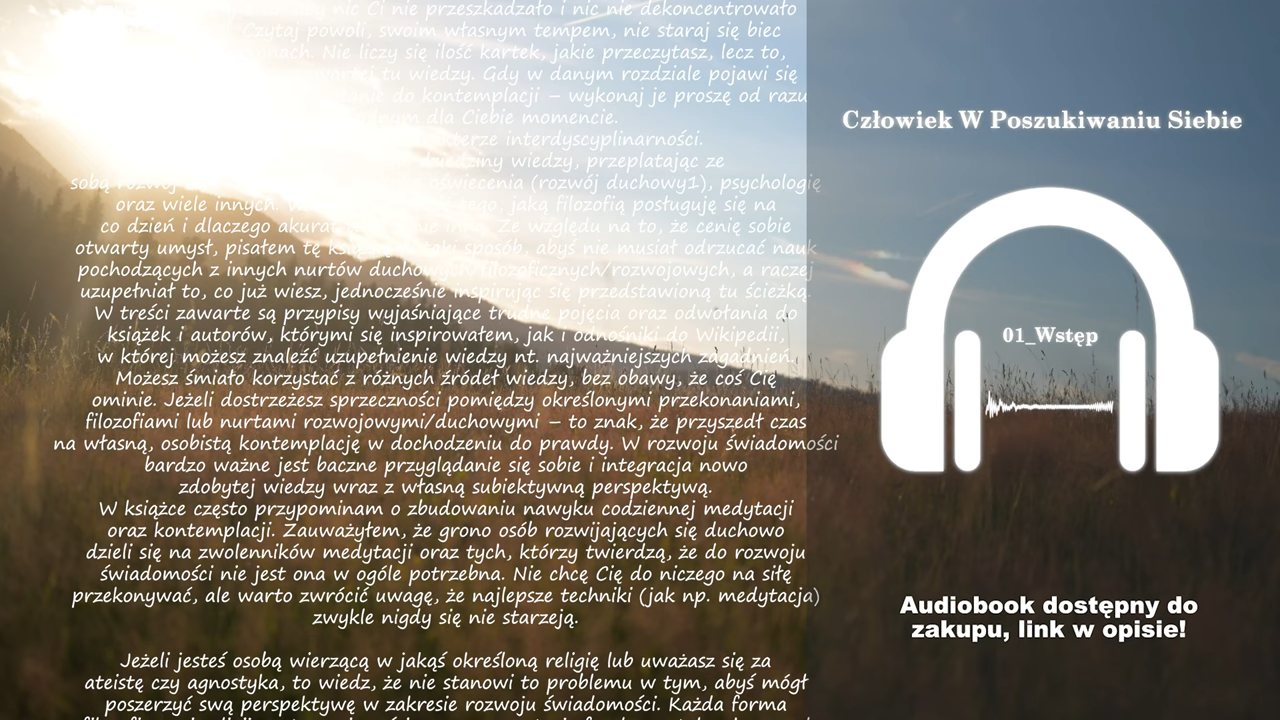 nic Ci nie przeszkadzało i nic nie dekoncentrowało
Czytaj powoli, swoim własnym tempem, nie staraj się biec
Nie liczy się ilość kartek, jakie przeczytasz, lecz to,
tu wiedzy. Gdy w danym rozdziale pojawi się
do kontemplacji – wykonaj je proszę od razu
dla Ciebie momencie.
interdyscyplinarności.
dziedziny wiedzy, przeplatając ze
sobą rozwój oświecenia (rozwój duchowy1), psychologię
oraz wiele innych. jaką filozofią posługuję się na
co dzień i dlaczego akurat Ze względu na to, że cenię sobie
otwarty umysł, pisałem tę książkę w taki sposób, abyś nie musiał odrzucać nauk
pochodzących z innych nurtów duchowych/filozoficznych/rozwojowych, a raczej
uzupełniał to, co już wiesz, jednocześnie inspirując się przedstawioną tu ścieżką.
W treści zawarte są przypisy wyjaśniające trudne pojęcia oraz odwołania do
książek i autorów, którymi się inspirowałem, jak i odnośniki do Wikipedii,
w której możesz znaleźć uzupełnienie wiedzy nt. najważniejszych zagadnień.
Możesz śmiało korzystać z różnych źródeł wiedzy, bez obawy, że coś Cię
ominie. Jeżeli dostrzeżesz sprzeczności pomiędzy określonymi przekonaniami,
filozofiami lub nurtami rozwojowymi/duchowymi – to znak, że przyszedł czas
na własną, osobistą kontemplację w dochodzeniu do prawdy. W rozwoju świadomości
bardzo ważne jest baczne przyglądanie się sobie i integracja nowo
zdobytej wiedzy wraz z własną subiektywną perspektywą.
W książce często przypominam o zbudowaniu nawyku codziennej medytacji
oraz kontemplacji. Zauważyłem, że grono osób rozwijających się duchowo
dzieli się na zwolenników medytacji oraz tych, którzy twierdzą, że do rozwoju
świadomości nie jest ona w ogóle potrzebna. Nie chcę Cię do niczego na siłę
przekonywać, ale warto zwrócić uwagę, że najlepsze techniki (jak np. medytacja)
zwykle nigdy się nie starzeją.
Jeżeli jesteś osobą wierzącą w jakąś określoną religię lub uważasz się za
ateistę czy agnostyka, to wiedz, że nie stanowi to problemu w tym, abyś mógł
poszerzyć swą perspektywę w zakresie rozwoju świadomości. Każda forma
Człowiek W Poszukiwaniu Siebie
01_Wstęp
Audiobook dostępny do
zakupu, link w opisie!